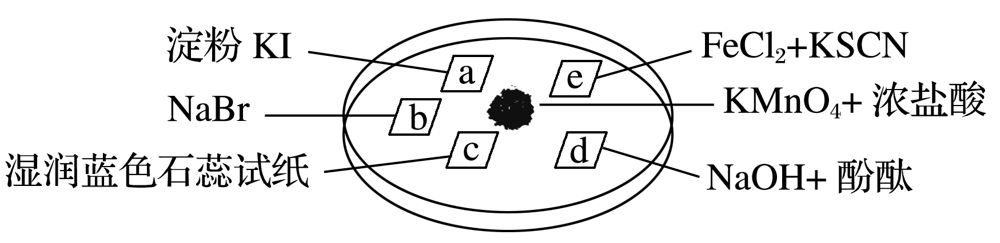 淀粉 KI
NaBr
湿润蓝色石蕊试纸
a
b
c
d
e
FeCl₂+KSCN
KMnO₄+ 浓盐酸
NaOH+ 酚酞